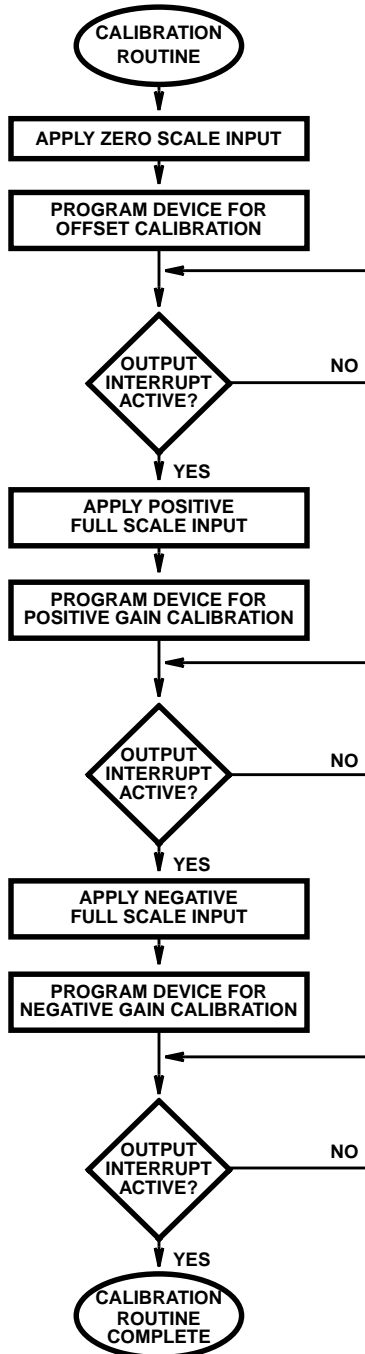 CALIBRATION
ROUTINE
APPLY ZERO SCALE INPUT
PROGRAM DEVICE FOR
OFFSET CALIBRATION
OUTPUT
INTERRUPT
ACTIVE?
NO
YES
APPLY POSITIVE
FULL SCALE INPUT
PROGRAM DEVICE FOR
POSITIVE GAIN CALIBRATION
OUTPUT
INTERRUPT
ACTIVE?
NO
YES
APPLY NEGATIVE
FULL SCALE INPUT
PROGRAM DEVICE FOR
NEGATIVE GAIN CALIBRATION
OUTPUT
INTERRUPT
ACTIVE?
NO
YES
CALIBRATION
ROUTINE
COMPLETE